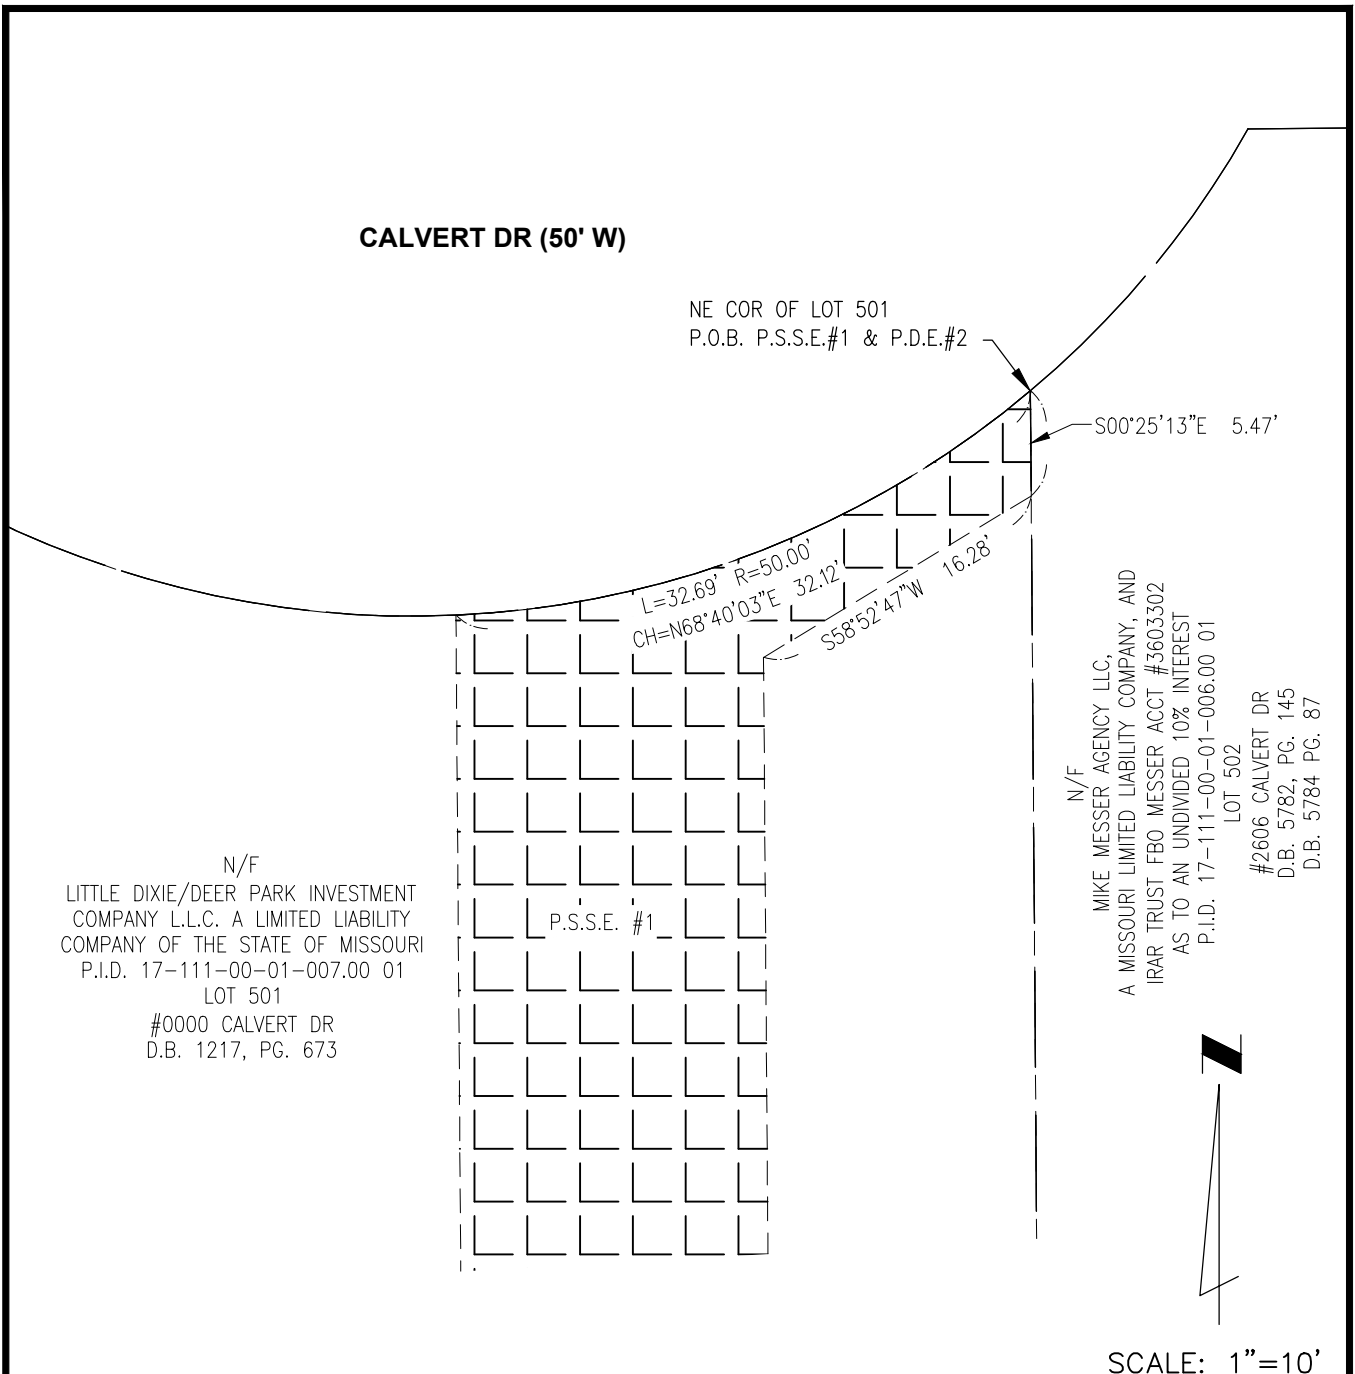 CALVERT DR (50' W)
NE COR OF LOT 501
P.O.B. P.S.S.E.#1 & P.D.E.#2
S00°25'13"E 5.47'
L=32.69' R=50.00'
CH=N68°40'03"E 32.12'
S58°52'47"W 16.28'
N/F
MIKE MESSER AGENCY LLC,
A MISSOURI LIMITED LIABILITY COMPANY, AND
IRAR TRUST FBO MESSER ACCT #3603302
AS TO AN UNDIVIDED 10% INTEREST
P.I.D. 17-111-00-01-006.00 01
LOT 502
#2606 CALVERT DR
D.B. 5782, PG. 145
D.B. 5784 PG. 87
N/F
LITTLE DIXIE/DEER PARK INVESTMENT
COMPANY L.L.C. A LIMITED LIABILITY
COMPANY OF THE STATE OF MISSOURI
P.I.D. 17-111-00-01-007.00 01
LOT 501
#0000 CALVERT DR
D.B. 1217, PG. 673
P.S.S.E. #1
N
SCALE: 1"=10'